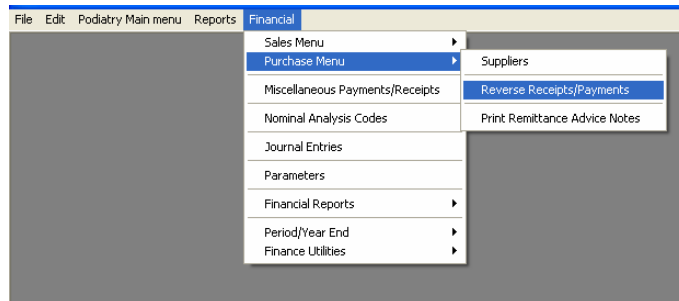 File Edit Podiatry Main menu Reports Financial
Sales Menu
Purchase Menu
Miscellaneous Payments/Receipts
Nominal Analysis Codes
Journal Entries
Parameters
Financial Reports
Period/Year End
Finance Utilities
Suppliers
Reverse Receipts/Payments
Print Remittance Advice Notes